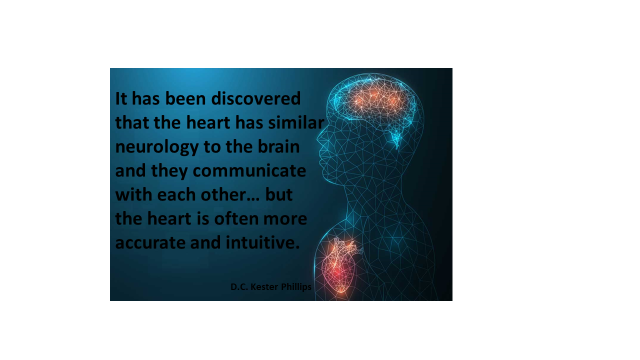 It has been discovered
that the heart has similar
neurology to the brain
and they communicate
with each other... but
the heart is often more
accurate and intuitive.
D.C. Kester Phillips